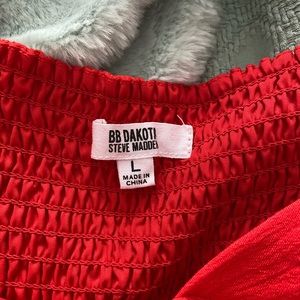 BB DAKOTA
STEVE MADDEN
L
MADE IN
CHINA